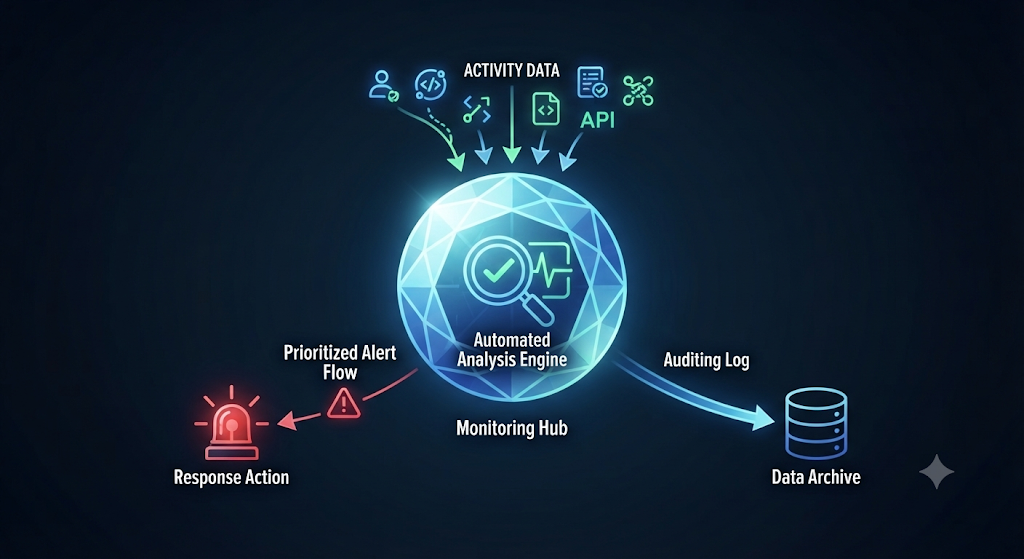 ACTIVITY DATA
API
Automated
Analysis Engine
Prioritized Alert
Flow
Auditing Log
Monitoring Hub
Response Action
Data Archive